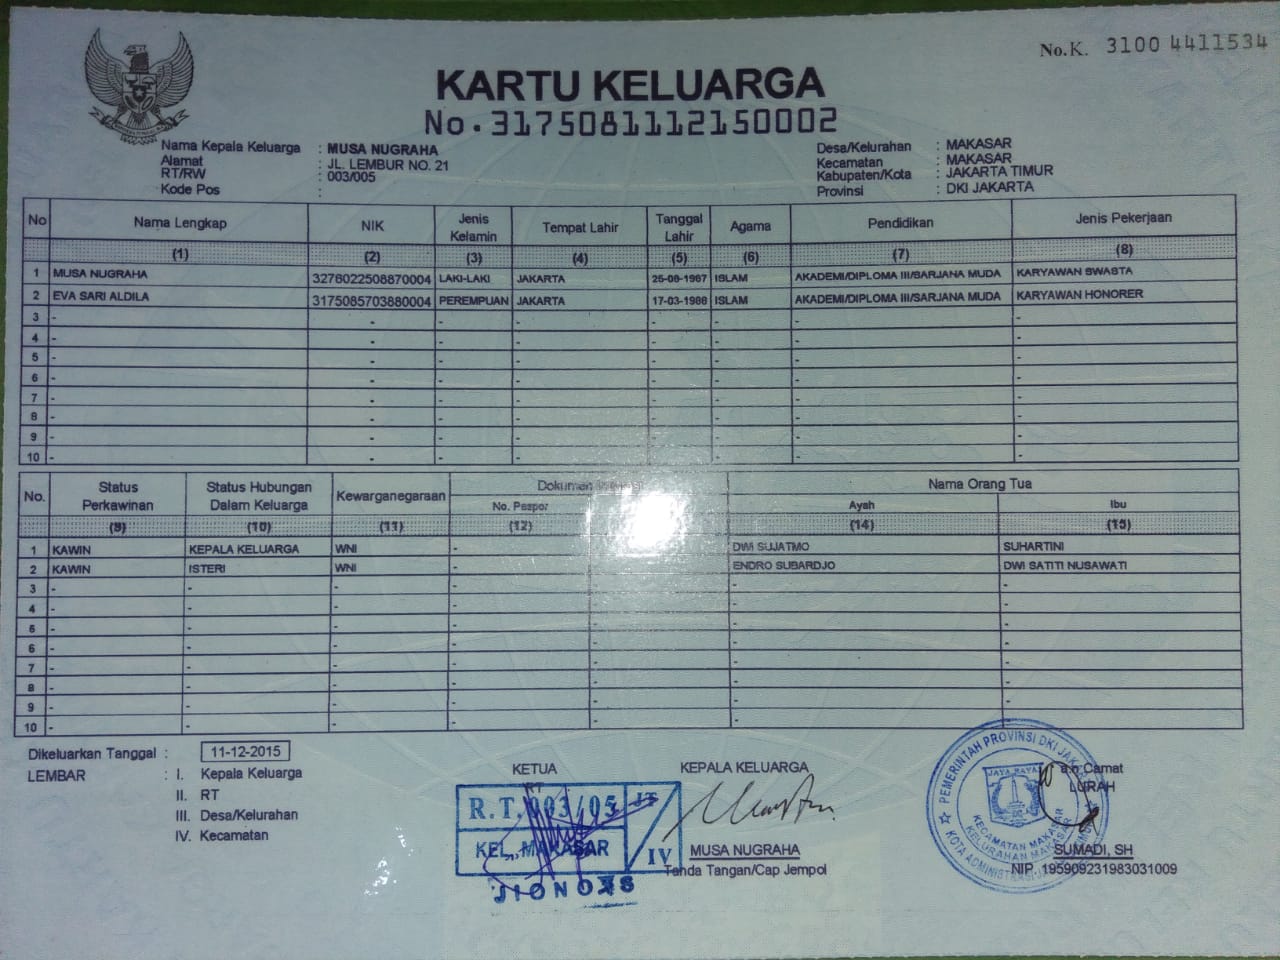 No.K. 3100 4411534
KARTU KELUARGA
No.3175081112150002
Nama Kepala Keluarga : MUSA NUGRAHA
Alamat : JL. LEMBUR NO. 21
RT/RW : 003/005
Kode Pos :
Desa/Kelurahan : MAKASAR
Kecamatan : MAKASAR
Kabupaten/Kota : JAKARTA TIMUR
Provinsi : DKI JAKARTA
No Nama Lengkap NIK Jenis Kelamin Tempat Lahir Tanggal Lahir Agama Pendidikan Jenis Pekerjaan
(1) (2) (3) (4) (5) (6) (7) (8)
1 MUSA NUGRAHA 3276022508870004 LAKI-LAKI JAKARTA ISLAM AKADEMI/DIPLOMA III/SARJANA MUDA KARYAWAN SWASTA
2 EVA SARI ALDILA 3175085703880004 PEREMPUAN JAKARTA 17-03-1988 ISLAM AKADEMI/DIPLOMA III/SARJANA MUDA KARYAWAN HONORER
3 - - - - - - - -
4 - - - - - - - -
5 - - - - - - - -
6 - - - - - - - -
7 - - - - - - - -
8 - - - - - - - -
9 - - - - - - - -
10 - - - - - - - -
No. Status Perkawinan Status Hubungan Dalam Keluarga Kewarganegaraan Dokumen Nama Orang Tua
No. Paspor Ayah Ibu
(9) (10) (11) (12) (14) (15)
1 KAWIN KEPALA KELUARGA WNI - DWI SUJATMO SUHARTINI
2 KAWIN ISTERI WNI - ENDRO SUBARDJO DWI SATITI NUSAWATI
3 - - - - - - -
4 - - - - - - -
5 - - - - - - -
6 - - - - - - -
7 - - - - - - -
8 - - - - - - -
9 - - - - - - -
10 - - - - - - -
Dikeluarkan Tanggal : 11-12-2015
LEMBAR : I. Kepala Keluarga
II. RT
III. Desa/Kelurahan
IV. Kecamatan
KETUA
RT
R.T.003/05 JT
KEL. MAKASAR IV
KEPALA KELUARGA
MUSA NUGRAHA
Tanda Tangan/Cap Jempol
a.n Camat
LURAH
PEMERINTAH PROVINSI DKI JAKARTA
JAYA RAYA
KECAMATAN MAKASAR
KELURAHAN MAKASAR
KOTA ADMINISTRASI
SUMADI, SH
NIP. 195909231983031009